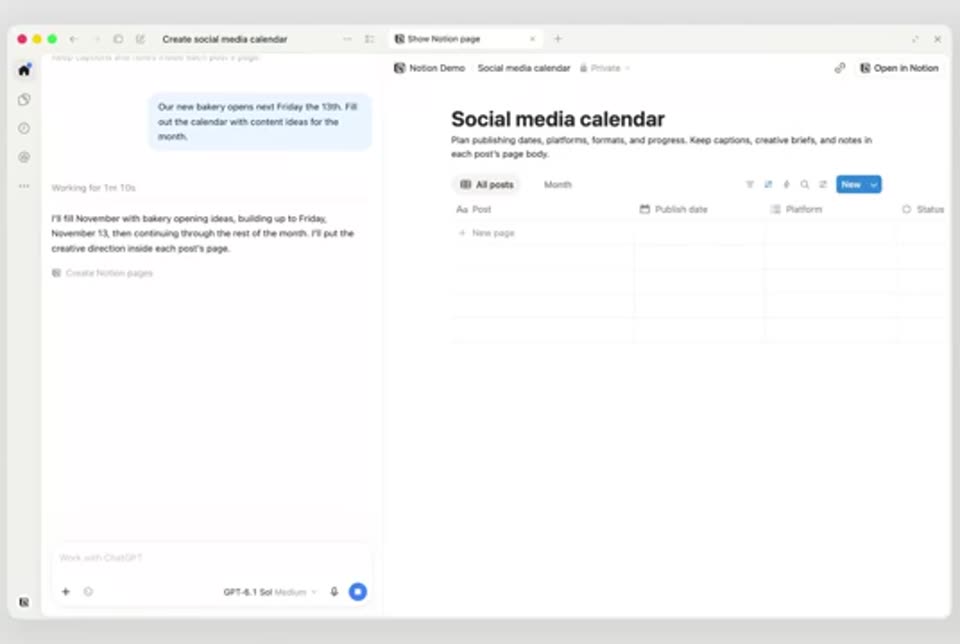 Create social media calendar
Show Notion page
Keep captions and notes inside each post's page.
Notion Demo
Social media calendar
Private
Open in Notion
Our new bakery opens next Friday the 13th. Fill
out the calendar with content ideas for the
month.
Working for 1m 10s
I'll fill November with bakery opening ideas, building up to Friday,
November 13, then continuing through the rest of the month. I'll put the
creative direction inside each post's page.
Create Notion pages
Work with ChatGPT
GPT-6.1 Sol Medium
Social media calendar
Plan publishing dates, platforms, formats, and progress. Keep captions, creative briefs, and notes in
each post's page body.
All posts
Month
New
Aa Post
Publish date
Platform
Status
+ New page